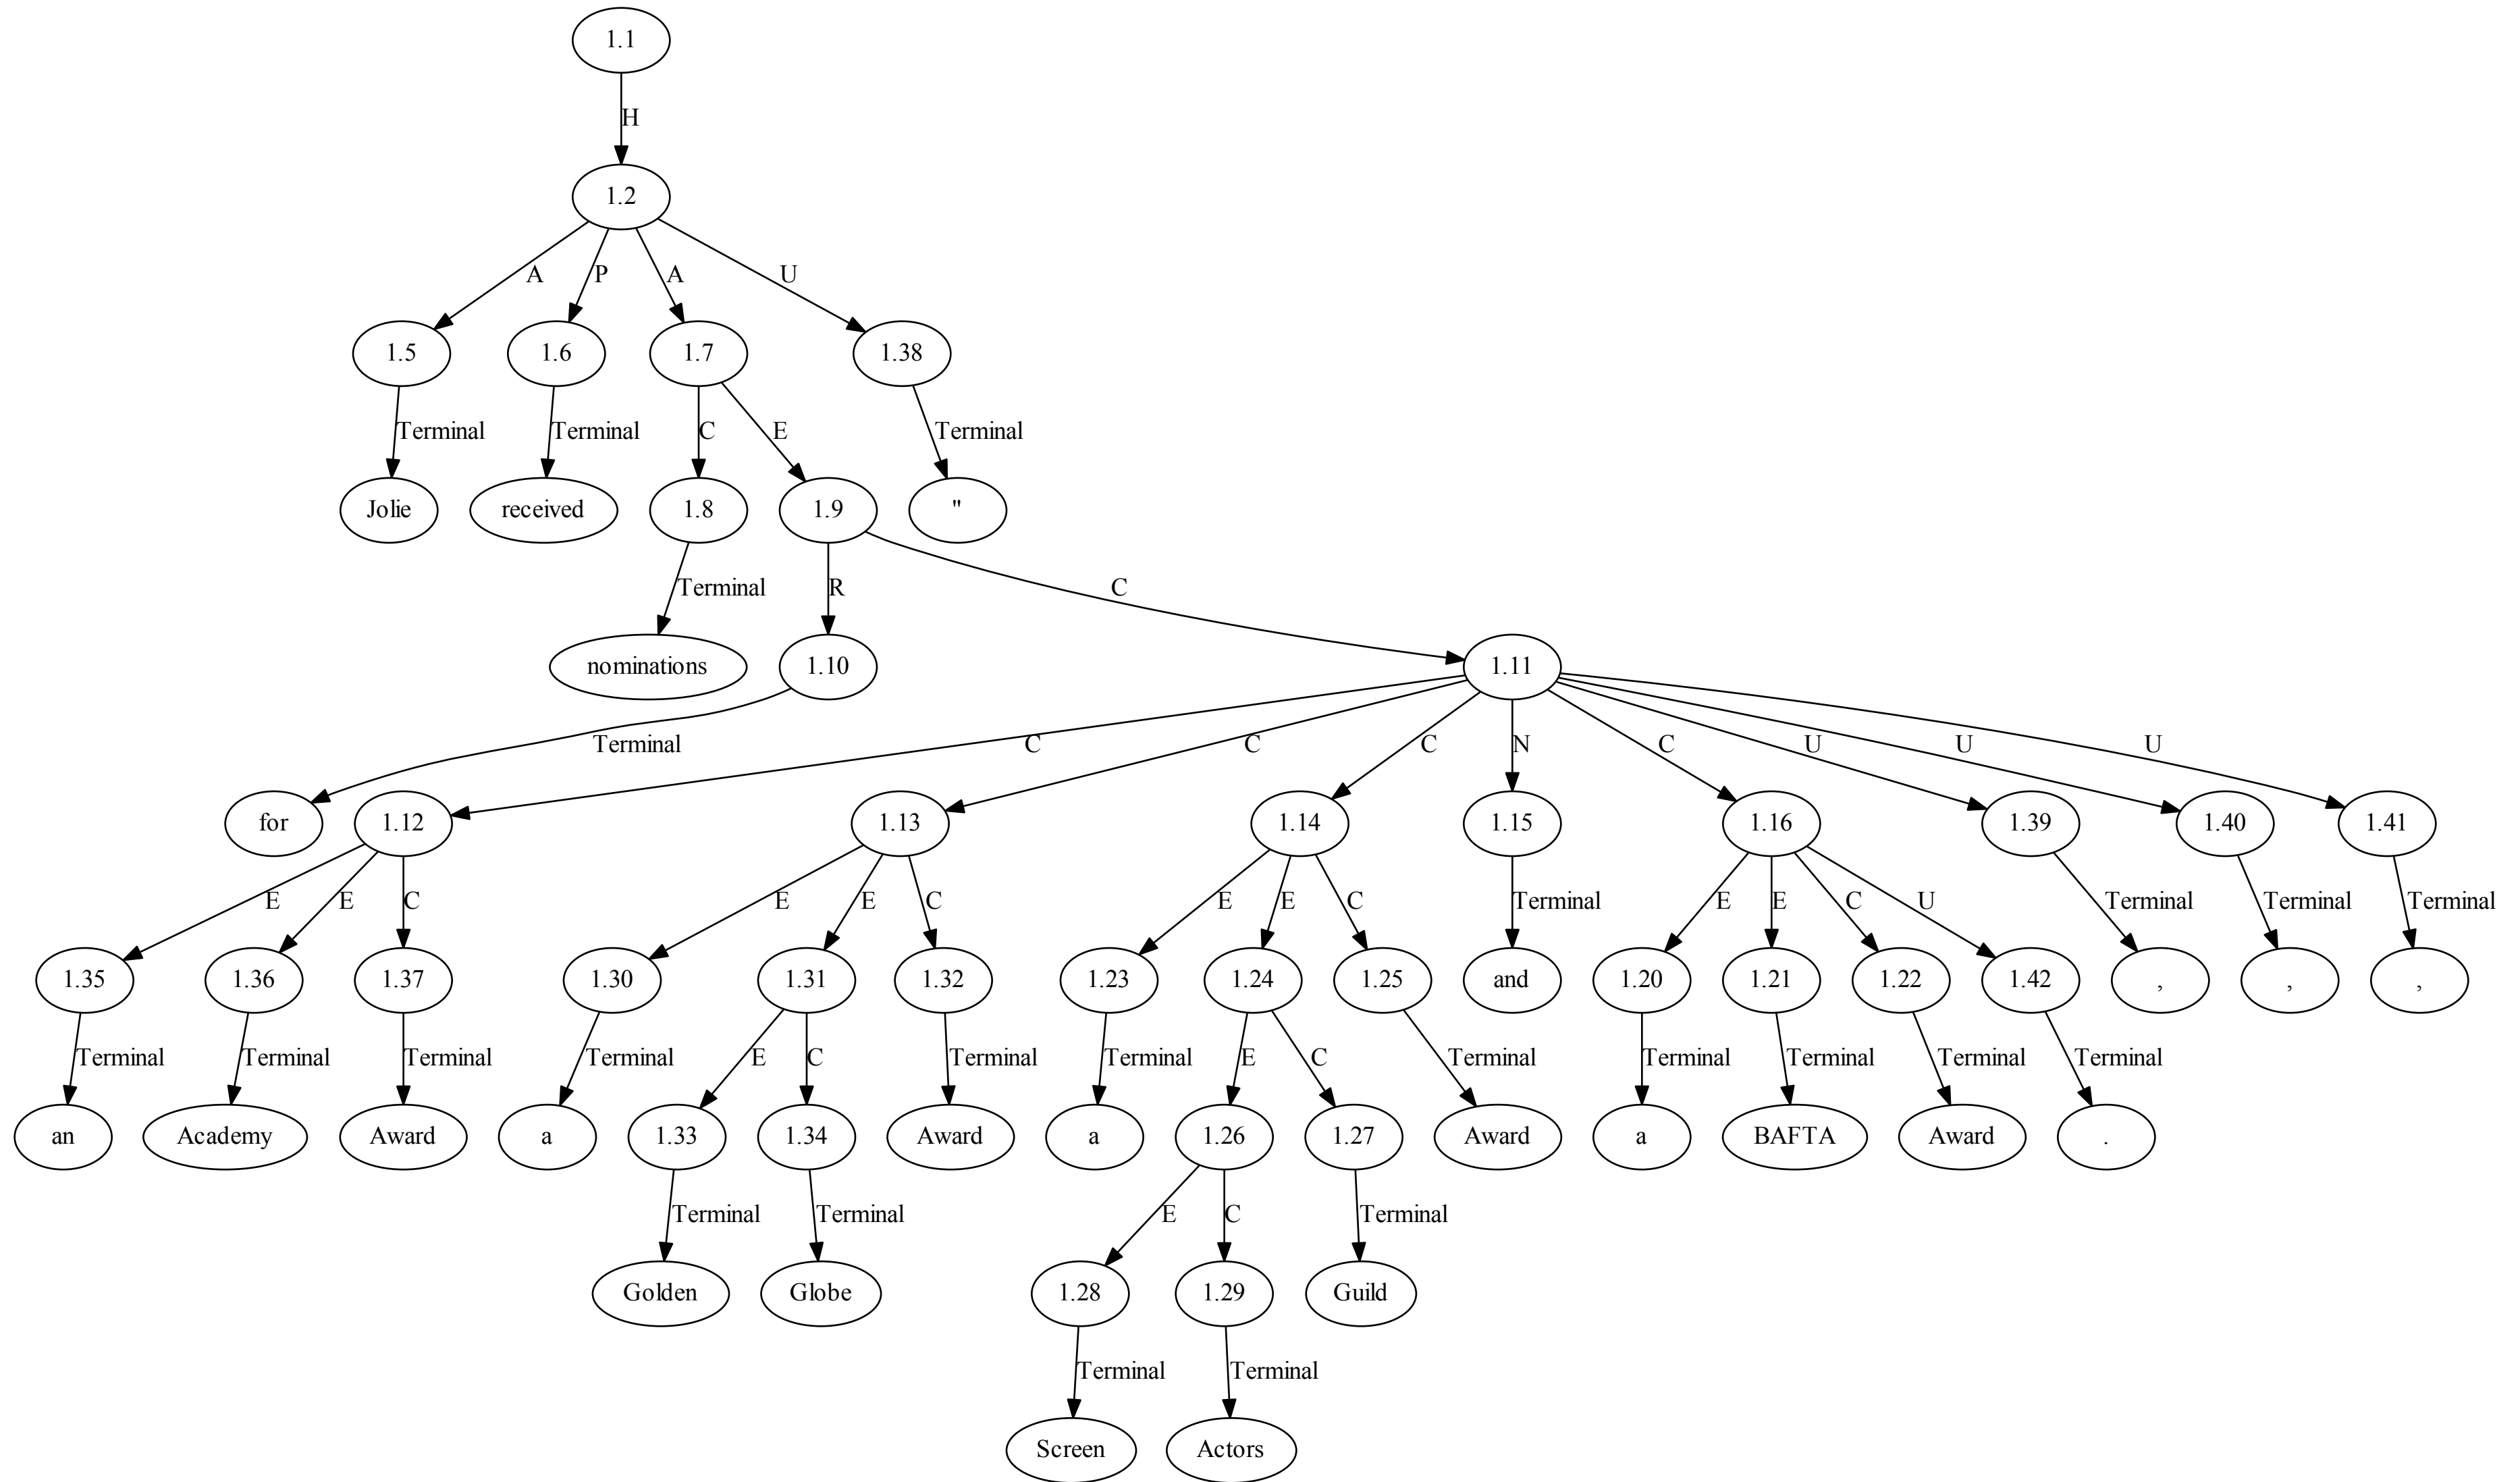 1.1
H
1.2
A P A U
1.5 1.6 1.7 1.38
Terminal Terminal C E Terminal
Jolie received 1.8 1.9 "
Terminal R C
nominations 1.10 1.11
Terminal C C C N C U U U
for 1.12 1.13 1.14 1.15 1.16 1.39 1.40 1.41
E E C E E C E E C Terminal E E C U Terminal Terminal Terminal
1.35 1.36 1.37 1.30 1.31 1.32 1.23 1.24 1.25 and 1.20 1.21 1.22 1.42 , , ,
Terminal Terminal Terminal Terminal E C Terminal Terminal E C Terminal Terminal Terminal Terminal Terminal
an Academy Award a 1.33 1.34 Award a 1.26 1.27 Award a BAFTA Award .
Terminal Terminal E C Terminal
Golden Globe 1.28 1.29 Guild
Terminal Terminal
Screen Actors